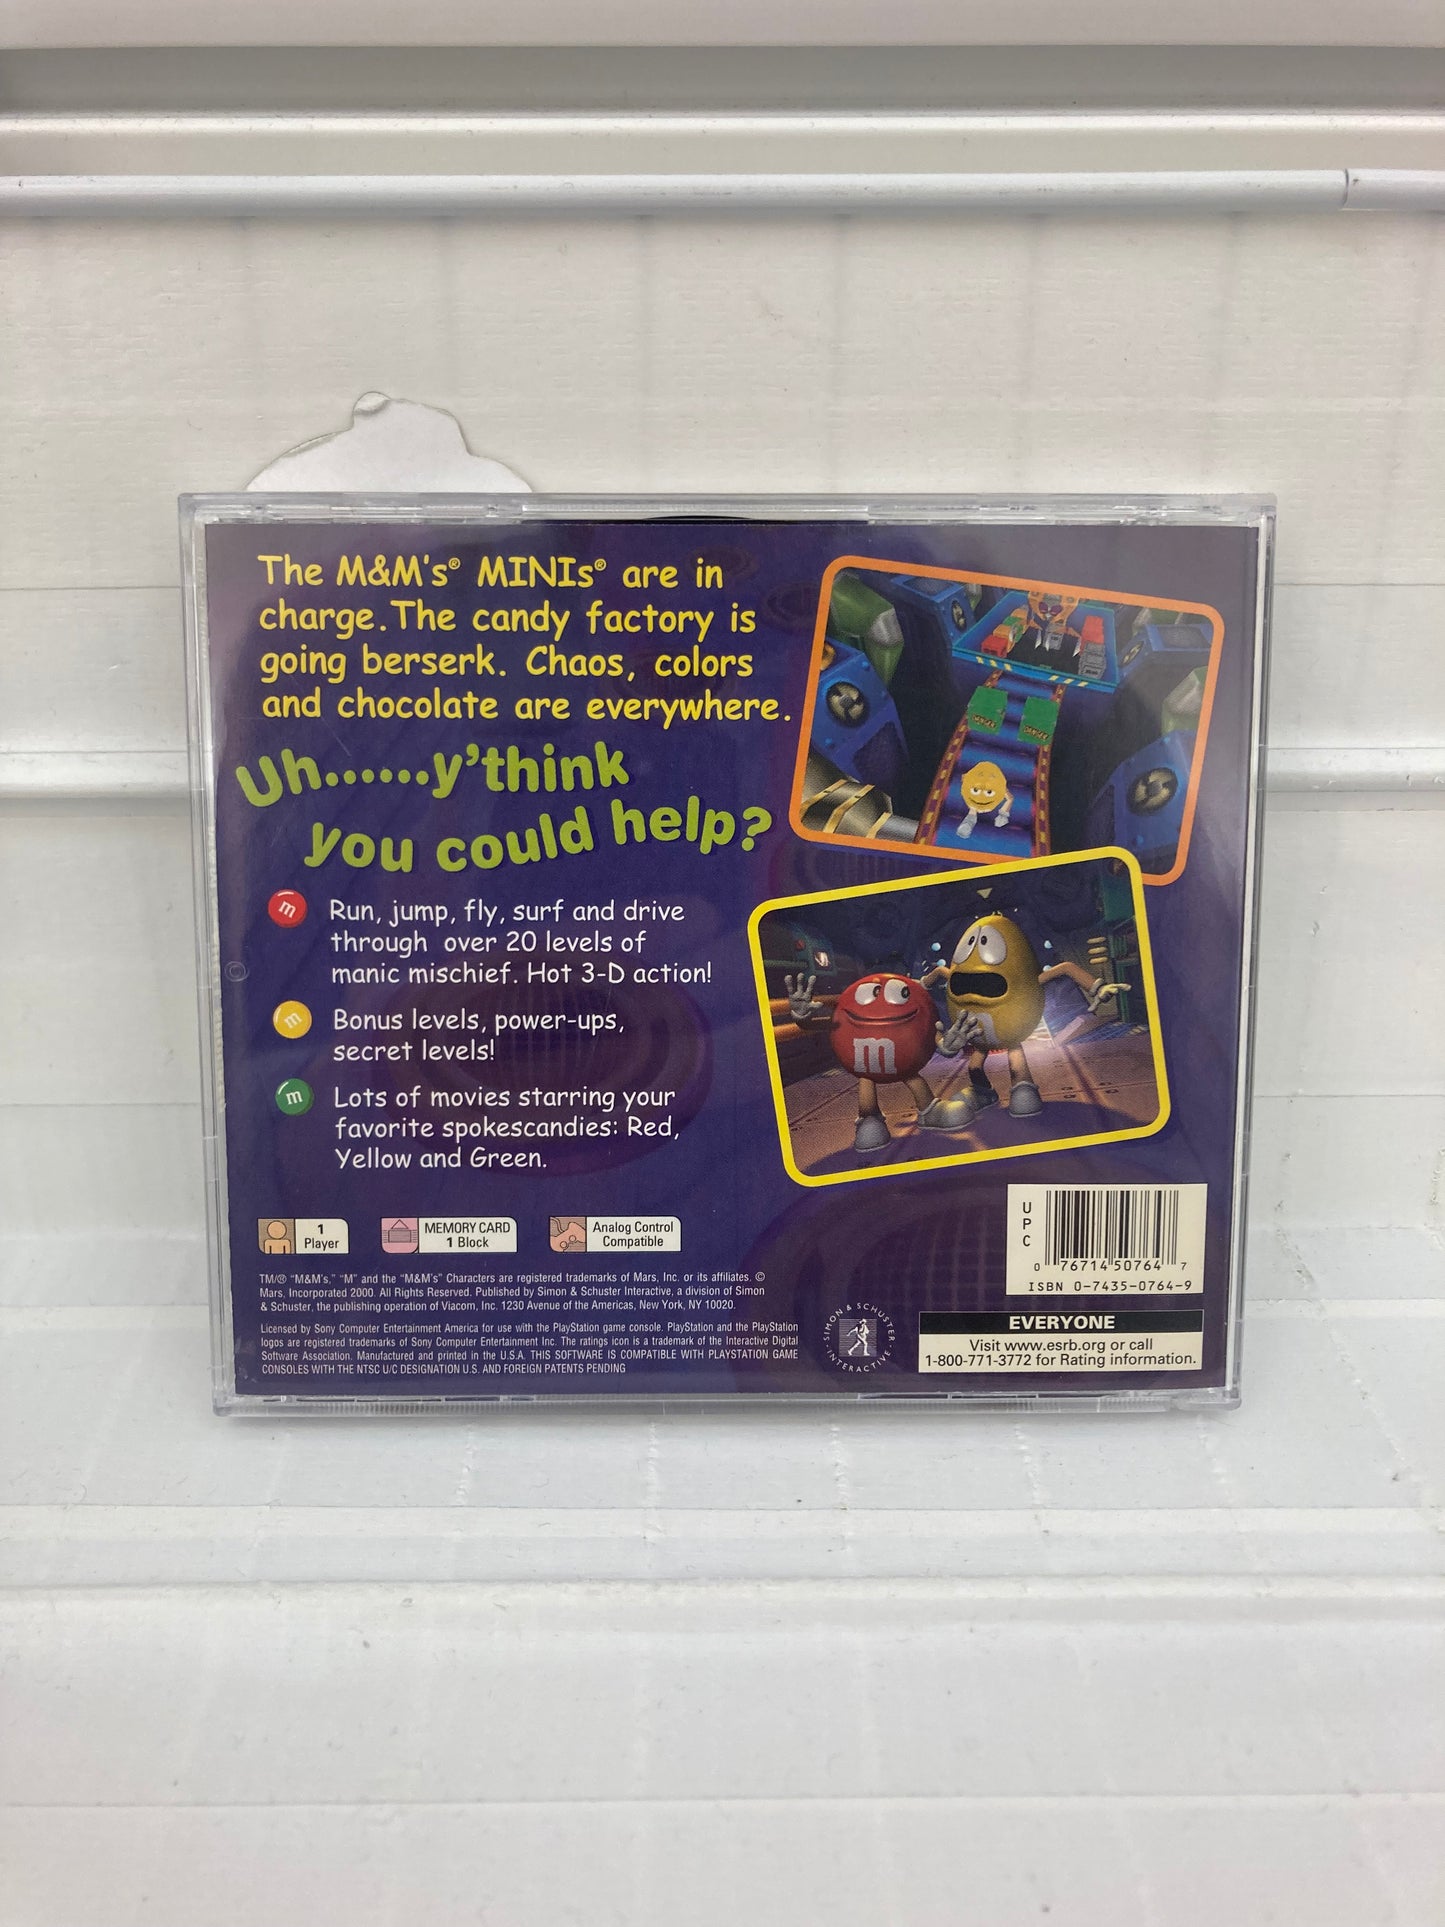 The M&M's® MINIs® are in
charge. The candy factory is
going berserk. Chaos, colors
and chocolate are everywhere.
Uh......y'think
you could help?
m
Run, jump, fly, surf and drive
through over 20 levels of
manic mischief. Hot 3-D action!
m
Bonus levels, power-ups,
secret levels!
m
Lots of movies starring your
favorite spokescandies: Red,
Yellow and Green.
DANGER
DANGER
m
1
Player
MEMORY CARD
1 Block
Analog Control
Compatible
TM/® "M&M's," "M" and the "M&M's" Characters are registered trademarks of Mars, Inc. or its affiliates. ©
Mars, Incorporated 2000. All Rights Reserved. Published by Simon & Schuster Interactive, a division of Simon
& Schuster, the publishing operation of Viacom, Inc. 1230 Avenue of the Americas, New York, NY 10020.
Licensed by Sony Computer Entertainment America for use with the PlayStation game console. PlayStation and the PlayStation
logos are registered trademarks of Sony Computer Entertainment Inc. The ratings icon is a trademark of the Interactive Digital
Software Association. Manufactured and printed in the U.S.A. THIS SOFTWARE IS COMPATIBLE WITH PLAYSTATION GAME
CONSOLES WITH THE NTSC U/C DESIGNATION U.S. AND FOREIGN PATENTS PENDING
SIMON & SCHUSTER
· INTERACTIVE ·
UPC
0 76714 50764 7
ISBN 0-7435-0764-9
EVERYONE
Visit www.esrb.org or call
1-800-771-3772 for Rating information.